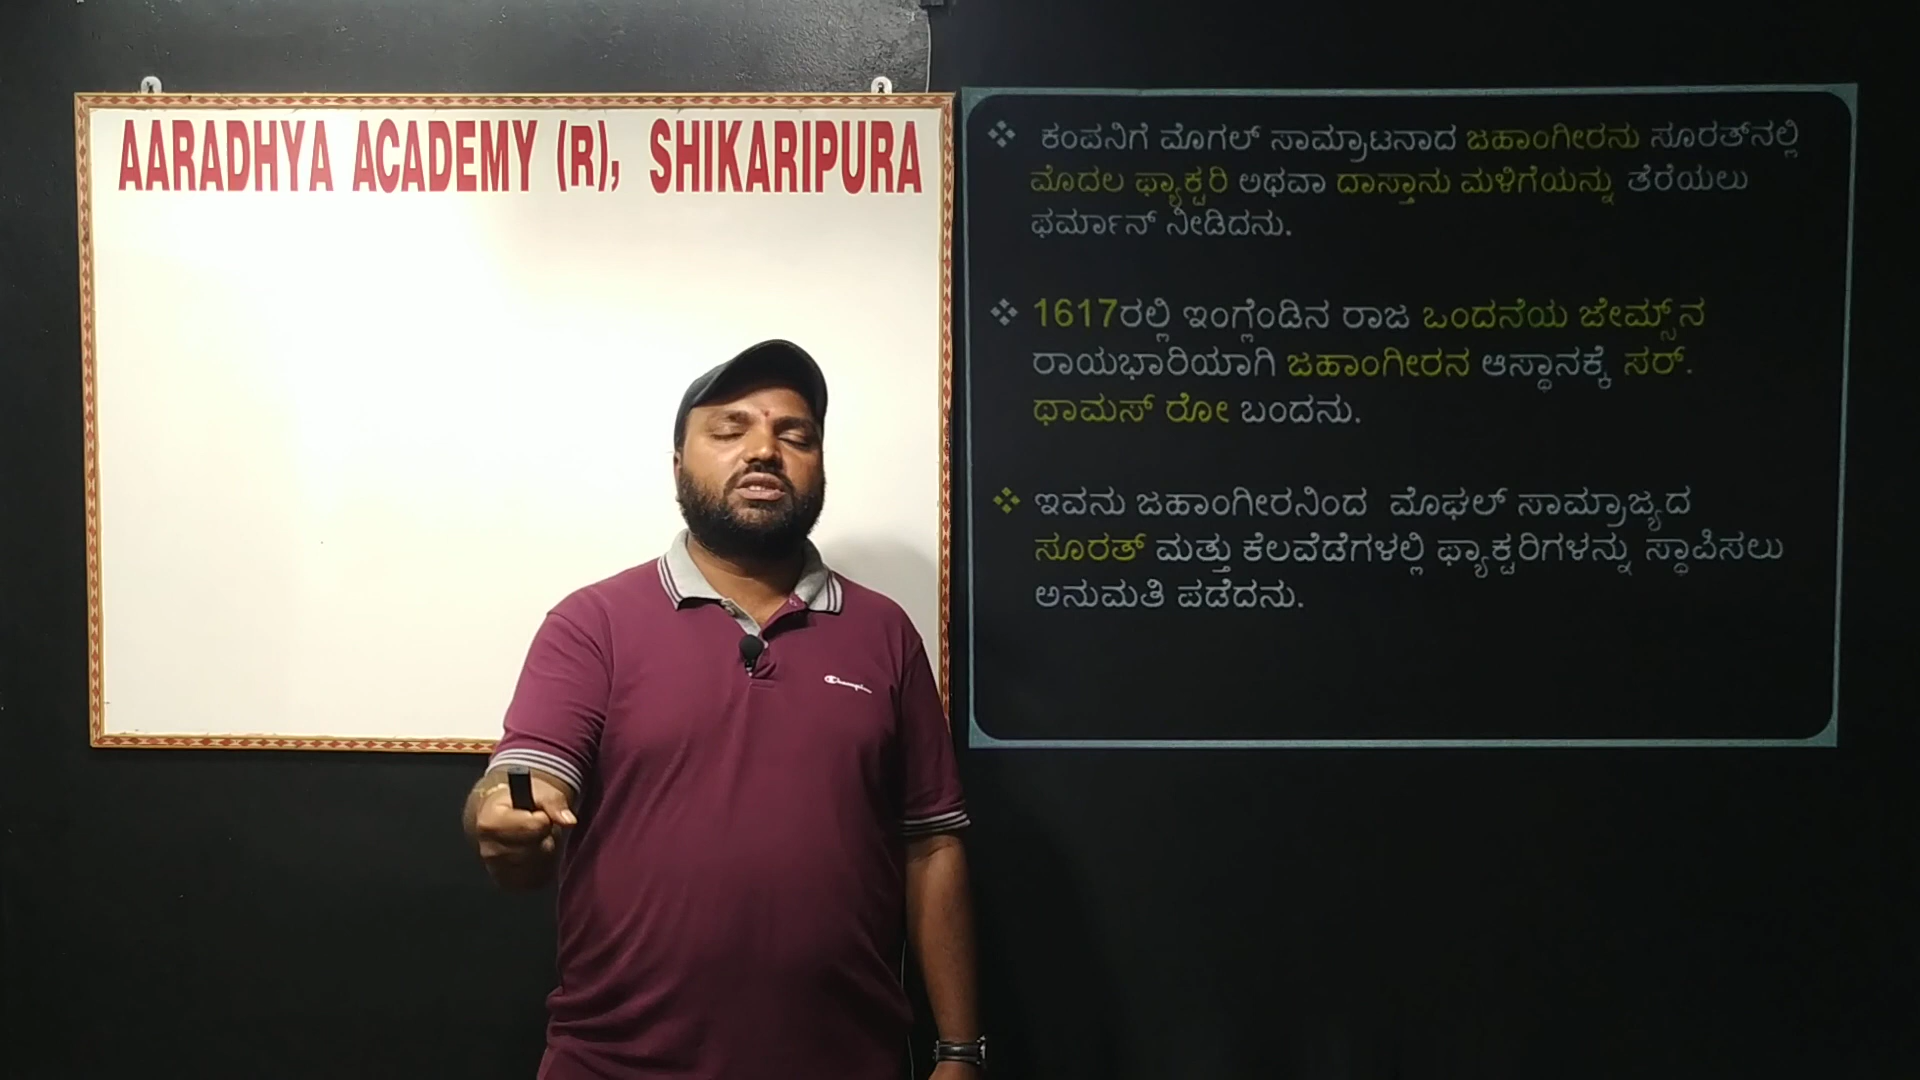 AARADHYA ACADEMY (R), SHIKARIPURA
ಕಂಪನಿಗೆ ಮೊಗಲ್ ಸಾಮ್ರಾಟನಾದ ಜಹಾಂಗೀರನು ಸೂರತ್‌ನಲ್ಲಿ
ಮೊದಲ ಫ್ಯಾಕ್ಟರಿ ಅಥವಾ ದಾಸ್ತಾನು ಮಳಿಗೆಯನ್ನು ತೆರೆಯಲು
ಫರ್ಮಾನ್ ನೀಡಿದನು.
1617ರಲ್ಲಿ ಇಂಗ್ಲೆಂಡಿನ ರಾಜ ಒಂದನೆಯ ಜೇಮ್ಸ್‌ನ
ರಾಯಭಾರಿಯಾಗಿ ಜಹಾಂಗೀರನ ಆಸ್ಥಾನಕ್ಕೆ ಸರ್.
ಥಾಮಸ್ ರೋ ಬಂದನು.
ಇವನು ಜಹಾಂಗೀರನಿಂದ ಮೊಘಲ್ ಸಾಮ್ರಾಜ್ಯದ
ಸೂರತ್ ಮತ್ತು ಕೆಲವೆಡೆಗಳಲ್ಲಿ ಫ್ಯಾಕ್ಟರಿಗಳನ್ನು ಸ್ಥಾಪಿಸಲು
ಅನುಮತಿ ಪಡೆದನು.
Champion